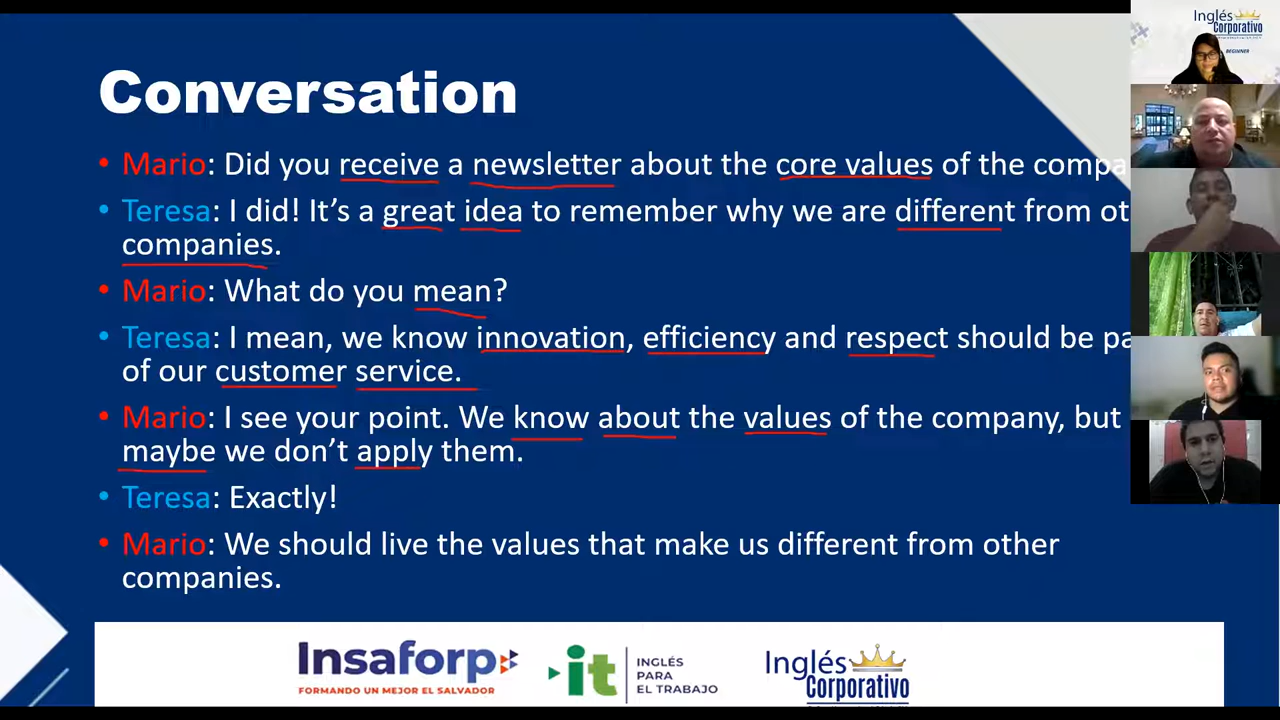 Conversation
• Mario: Did you receive a newsletter about the core values of the compa
• Teresa: I did! It’s a great idea to remember why we are different from ot
companies.
• Mario: What do you mean?
• Teresa: I mean, we know innovation, efficiency and respect should be pa
of our customer service.
• Mario: I see your point. We know about the values of the company, but
maybe we don’t apply them.
• Teresa: Exactly!
• Mario: We should live the values that make us different from other
companies.
Insaforp
FORMANDO UN MEJOR EL SALVADOR
it
INGLÉS
PARA
EL TRABAJO
Inglés
Corporativo
Inglés
Corporativo
BEGINNER